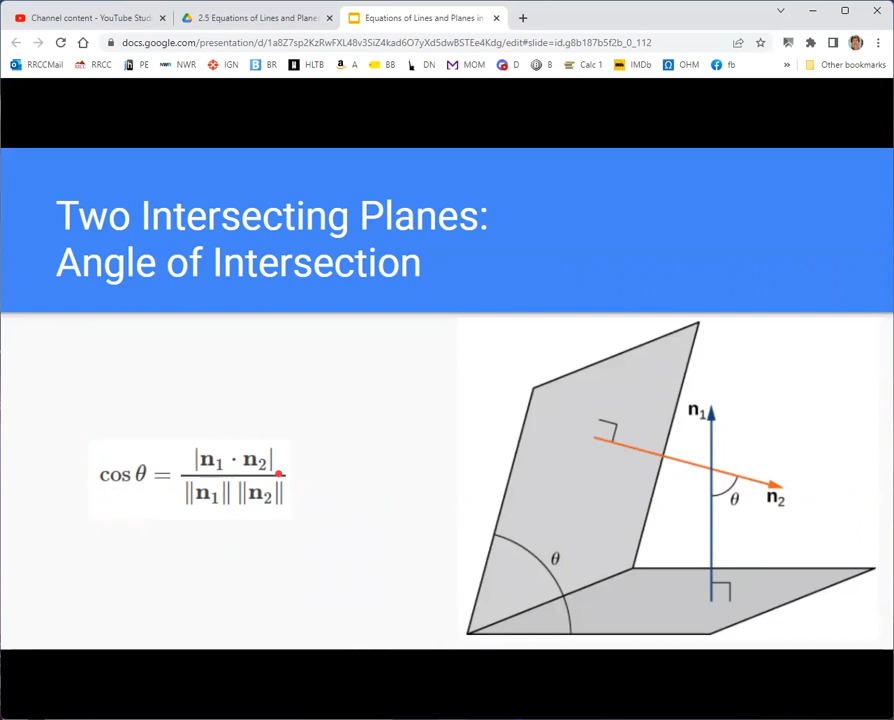 Channel content - YouTube Stud
2.5 Equations of Lines and Planes
Equations of Lines and Planes in
docs.google.com/presentation/d/1a8Z7sp2KzRwFXL48v3SiZ4kad6O7yXd5dwBSTEe4Kdg/edit#slide=id.g8b187b5f2b_0_112
RRCCMail RRCC PE NWR IGN BR HLTB A BB DN MOM D B Calc 1 IMDb OHM fb » Other bookmarks
Two Intersecting Planes:
Angle of Intersection
cos θ = |n₁ · n₂| / ‖n₁‖ ‖n₂‖
n₁
θ
n₂
θ